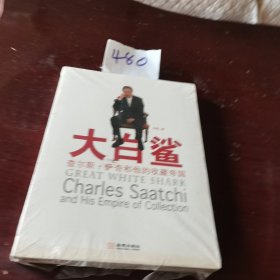 480
大白鲨
查尔斯·萨奇和他的收藏帝国
GREAT WHITE SHARK
Charles Saatchi
and His Empire of Collection